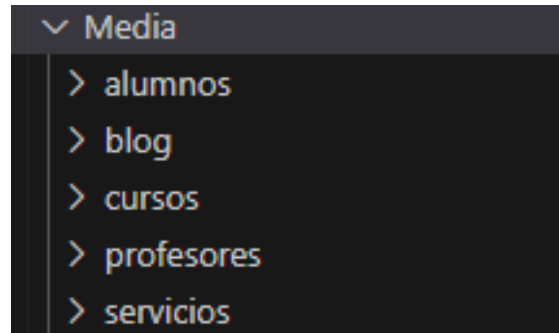 Media
alumnos
blog
cursos
profesores
servicios